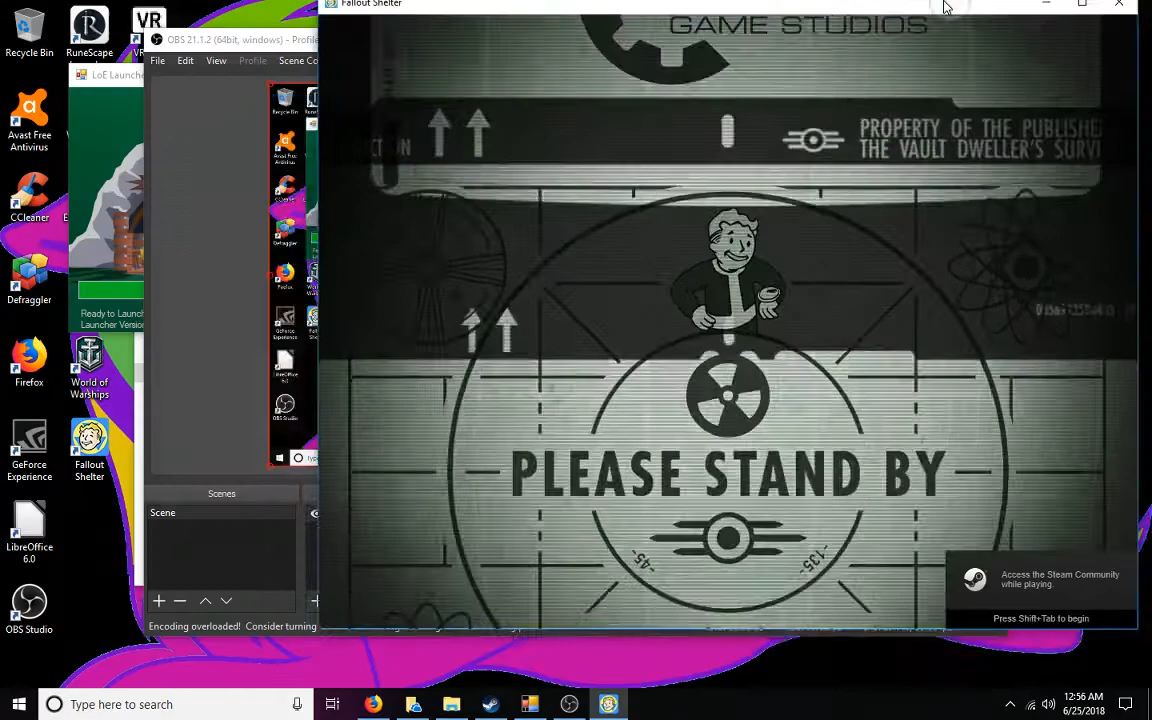 Recycle Bin
RuneScape
VR
LoE Launche
OBS 21.1.2 (64bit, windows) - Profile
File Edit View Profile Scene Co
Fallout Shelter
GAME STUDIOS
PROPERTY OF THE PUBLISHE
THE VAULT DWELLER'S SURVI
Avast Free
Antivirus
CCleaner
Defraggler
Ready to Launch
Launcher Version
Firefox
World of
Warships
GeForce
Experience
Fallout
Shelter
LibreOffice
6.0
OBS Studio
PLEASE STAND BY
-45-
-135-
Scenes
Scene
Encoding overloaded! Consider turning
Access the Steam Community
while playing.
Press Shift+Tab to begin
Type here to search
12:56 AM
6/25/2018